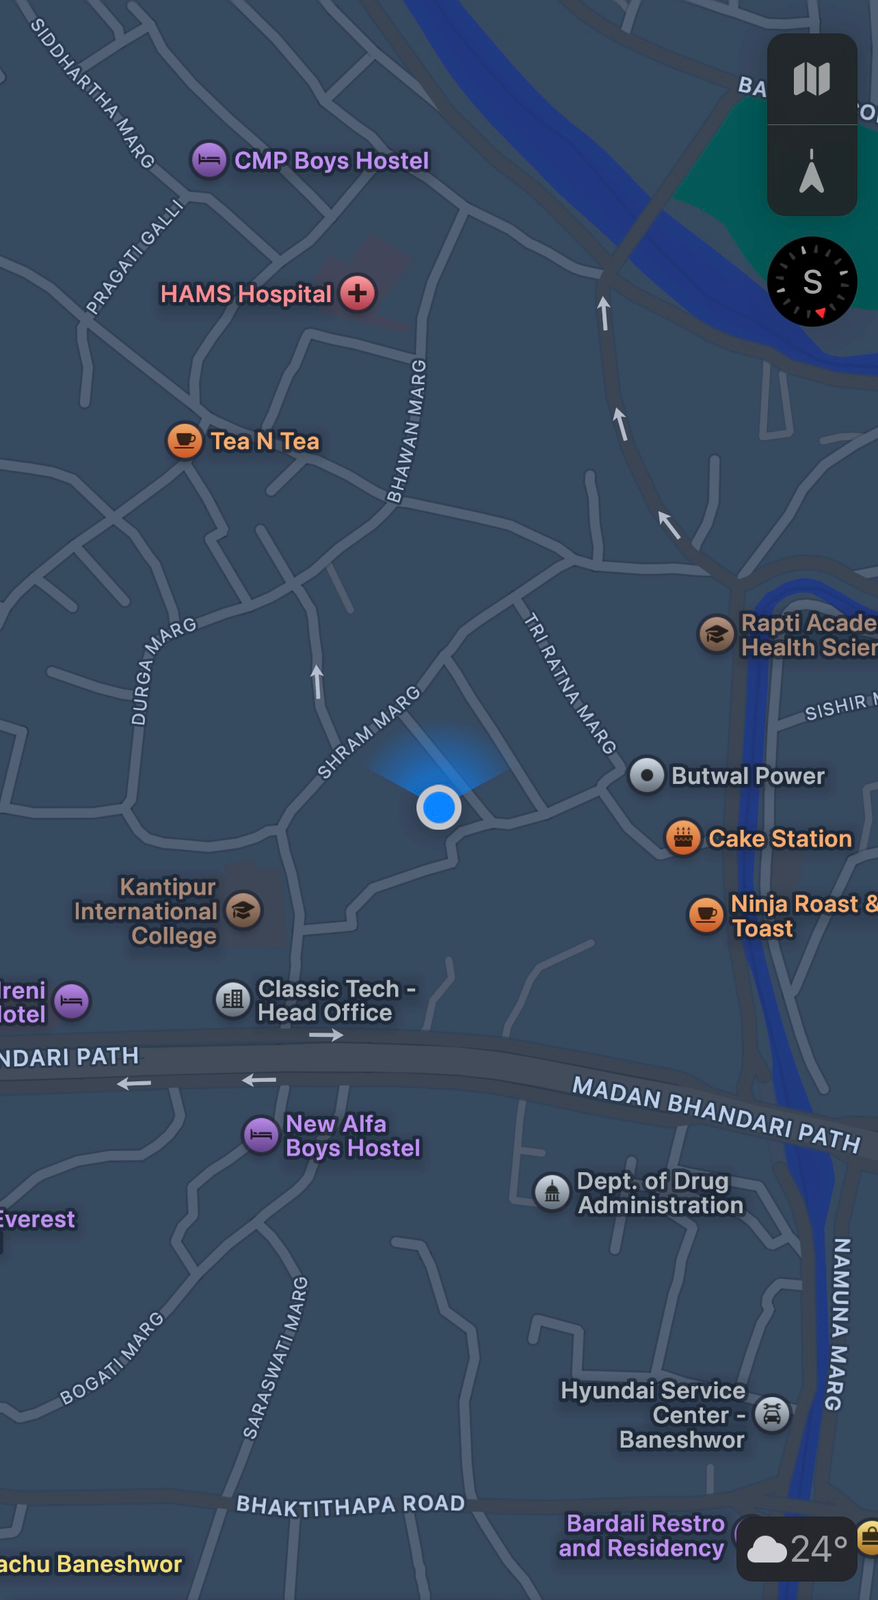 SIDDHARTHA MARG
BA
CMP Boys Hostel
PRAGATI GALLI
HAMS Hospital
S
BHAWAN MARG
Tea N Tea
DURGA MARG
TRI RATNA MARG
Rapti Acade
Health Scien
SHRAM MARG
SISHIR M
Butwal Power
Cake Station
Kantipur
International
College
Ninja Roast &
Toast
Ireni
Hotel
Classic Tech -
Head Office
NDARI PATH
MADAN BHANDARI PATH
New Alfa
Boys Hostel
Dept. of Drug
Administration
Everest
NAMUNA MARG
BOGATI MARG
SARASWATI MARG
Hyundai Service
Center -
Baneshwor
BHAKTITHAPA ROAD
Bardali Restro
and Residency
24°
achu Baneshwor